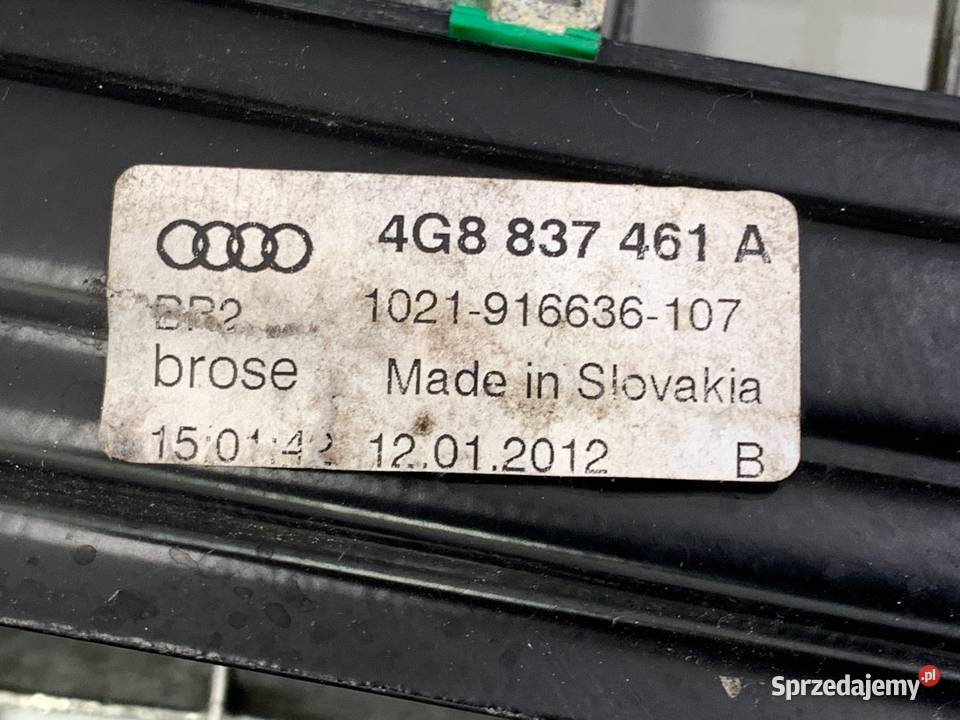 4G8 837 461 A
BR2 1021-916636-107
brose Made in Slovakia
15:01:42 12.01.2012 B
Sprzedajemy.pl